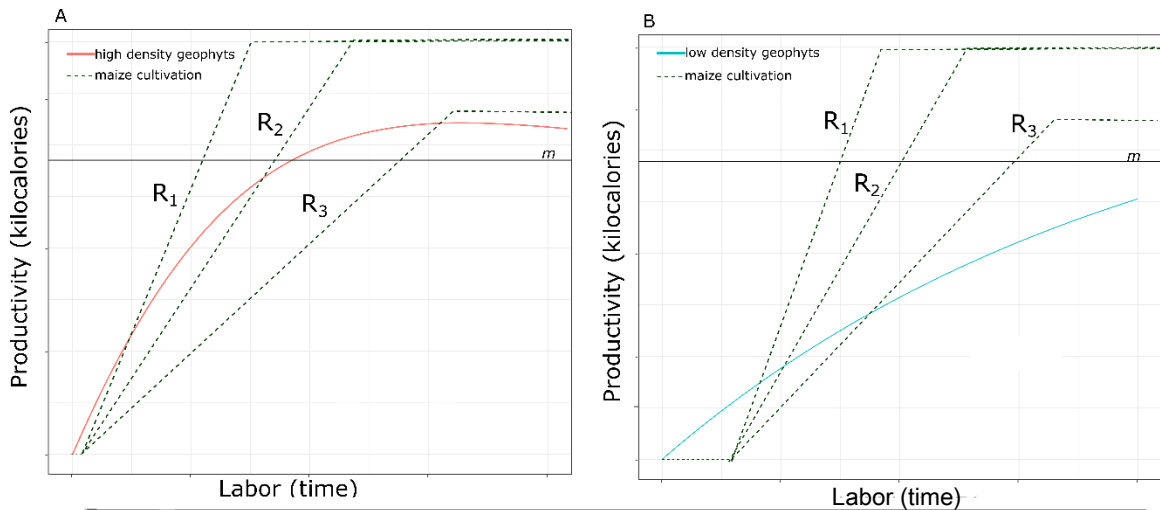 A
high density geophyts
maize cultivation
R1
R2
R3
m
Productivity (kilocalories)
Labor (time)
B
low density geophyts
maize cultivation
R1
R2
R3
m
Productivity (kilocalories)
Labor (time)